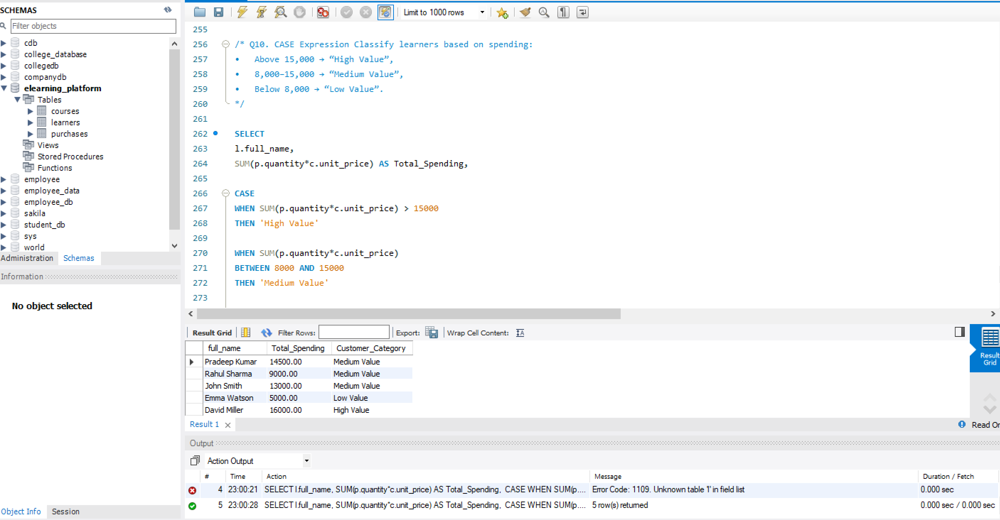 SCHEMAS
Filter objects
cdb
college_database
collegedb
companydb
elearning_platform
Tables
courses
learners
purchases
Views
Stored Procedures
Functions
employee
employee_data
employee_db
sakila
student_db
sys
world
Administration Schemas
Information
No object selected
Object Info Session
Limit to 1000 rows
255
256 /* Q10. CASE Expression Classify learners based on spending:
257 • Above 15,000 → “High Value”,
258 • 8,000–15,000 → “Medium Value”,
259 • Below 8,000 → “Low Value”.
260 */
261
262 SELECT
263 l.full_name,
264 SUM(p.quantity*c.unit_price) AS Total_Spending,
265
266 CASE
267 WHEN SUM(p.quantity*c.unit_price) > 15000
268 THEN 'High Value'
269
270 WHEN SUM(p.quantity*c.unit_price)
271 BETWEEN 8000 AND 15000
272 THEN 'Medium Value'
273
Result Grid Filter Rows: Export: Wrap Cell Content:
full_name Total_Spending Customer_Category
Pradeep Kumar 14500.00 Medium Value
Rahul Sharma 9000.00 Medium Value
John Smith 13000.00 Medium Value
Emma Watson 5000.00 Low Value
David Miller 16000.00 High Value
Result
Grid
Result 1 Read On
Output
Action Output
# Time Action Message Duration / Fetch
4 23:00:21 SELECT l.full_name, SUM(p.quantity*c.unit_price) AS Total_Spending, CASE WHEN SUM(p.... Error Code: 1109. Unknown table 'l' in field list 0.000 sec
5 23:00:28 SELECT l.full_name, SUM(p.quantity*c.unit_price) AS Total_Spending, CASE WHEN SUM(p.... 5 row(s) returned 0.000 sec / 0.000 sec